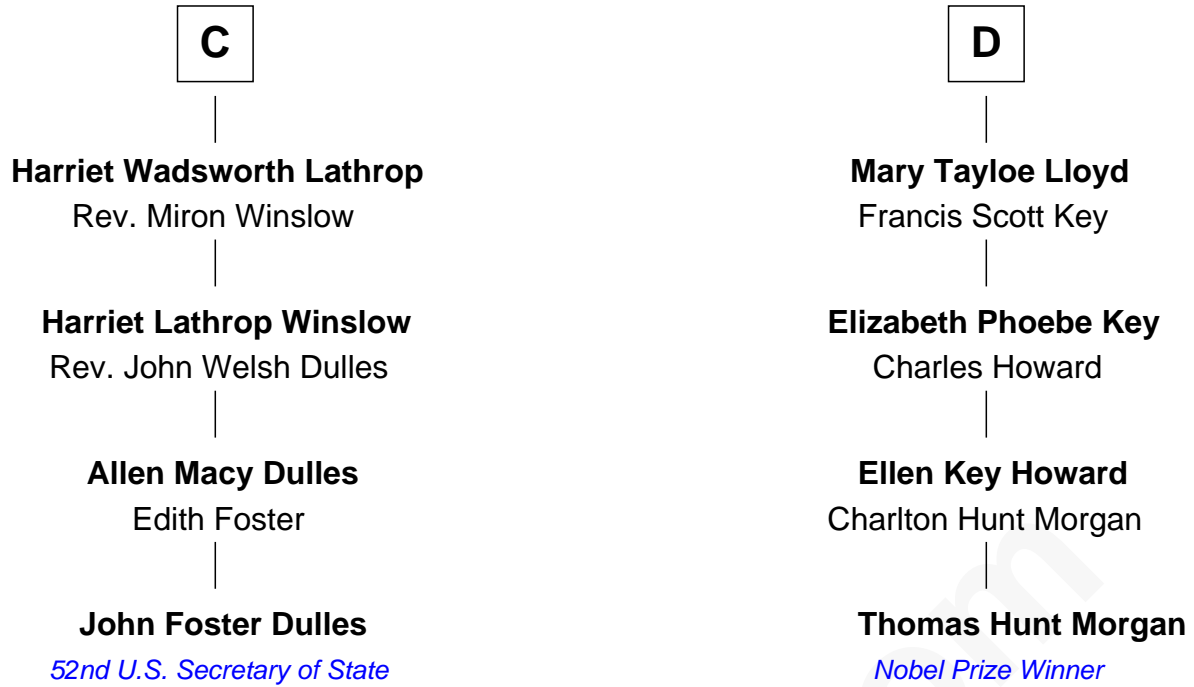 C
Harriet Wadsworth Lathrop
Rev. Miron Winslow
Harriet Lathrop Winslow
Rev. John Welsh Dulles
Allen Macy Dulles
Edith Foster
John Foster Dulles
52nd U.S. Secretary of State
D
Mary Tayloe Lloyd
Francis Scott Key
Elizabeth Phoebe Key
Charles Howard
Ellen Key Howard
Charlton Hunt Morgan
Thomas Hunt Morgan
Nobel Prize Winner